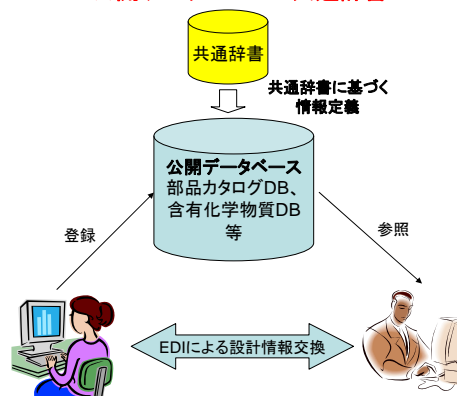 共通辞書
共通辞書に基づく
情報定義
公開データベース
部品カタログDB、
含有化学物質DB
等
登録
参照
EDIによる設計情報交換